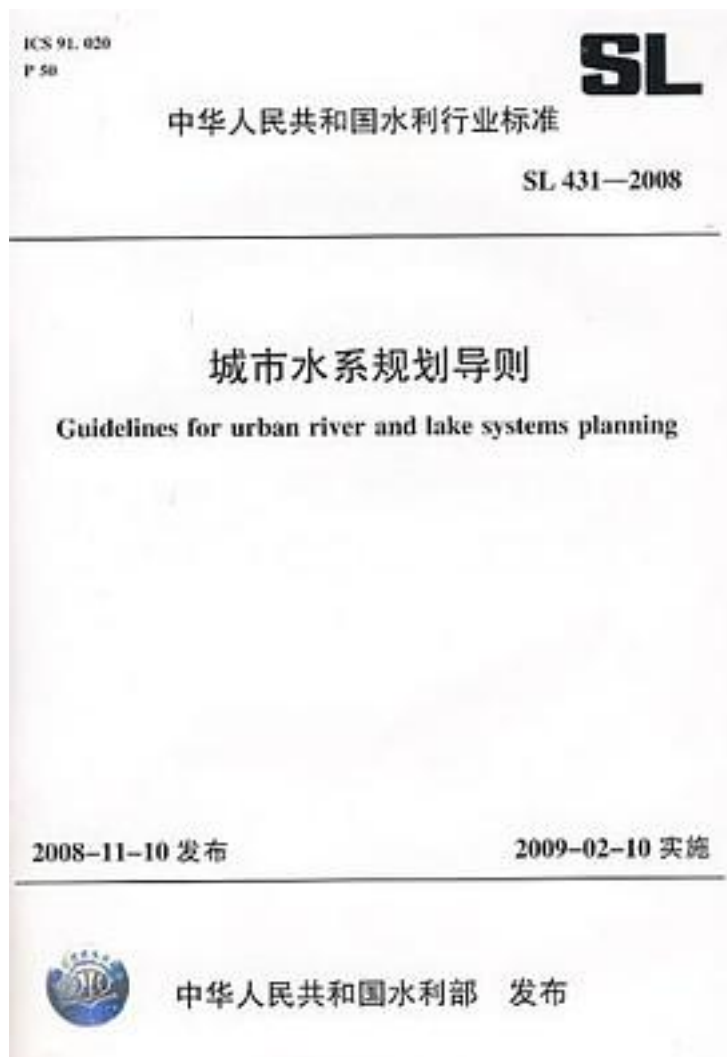 ICS 91.020
P 50
SL
中华人民共和国水利行业标准
SL 431—2008
城市水系规划导则
Guidelines for urban river and lake systems planning
2008-11-10 发布
2009-02-10 实施
中华人民共和国水利部 发布